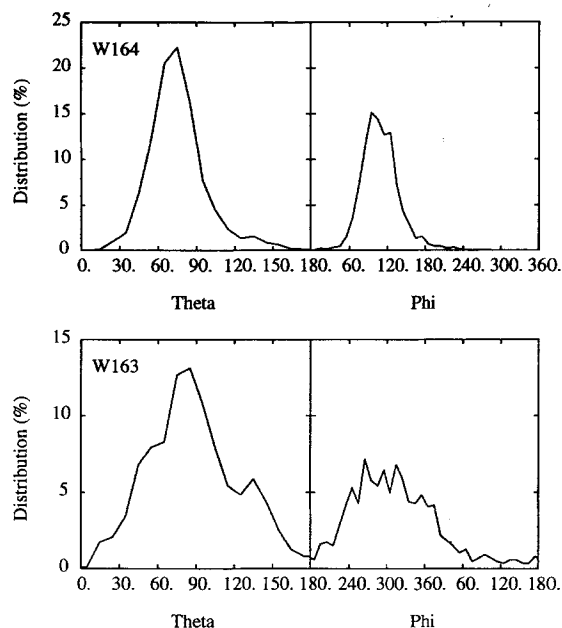 25
W164
20
15
10
5
0
Distribution (%)
0. 30. 60. 90. 120. 150. 180. 60. 120. 180. 240. 300. 360.
Theta Phi
15
W163
10
5
0
Distribution (%)
0. 30. 60. 90. 120. 150. 180. 240. 300. 360. 60. 120. 180.
Theta Phi